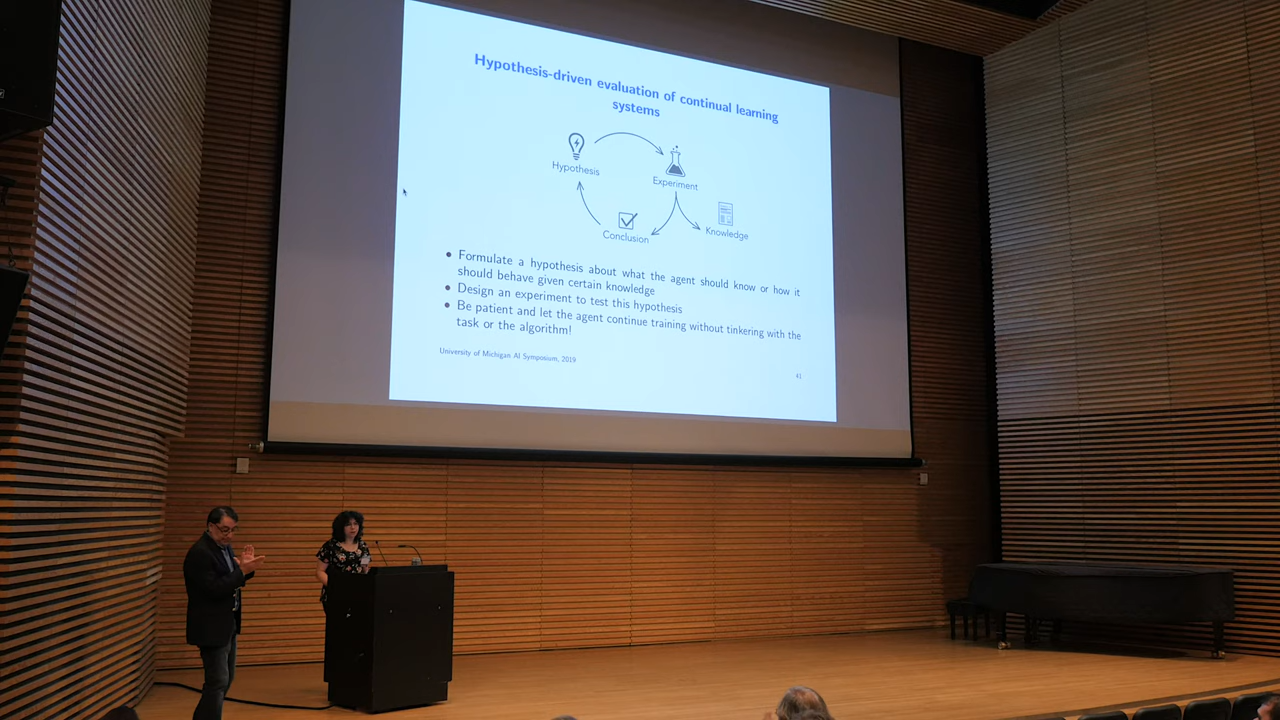 Hypothesis-driven evaluation of continual learning
systems
Hypothesis
Experiment
Conclusion
Knowledge
• Formulate a hypothesis about what the agent should know or how it
should behave given certain knowledge
• Design an experiment to test this hypothesis
• Be patient and let the agent continue training without tinkering with the
task or the algorithm!
University of Michigan AI Symposium, 2019
41